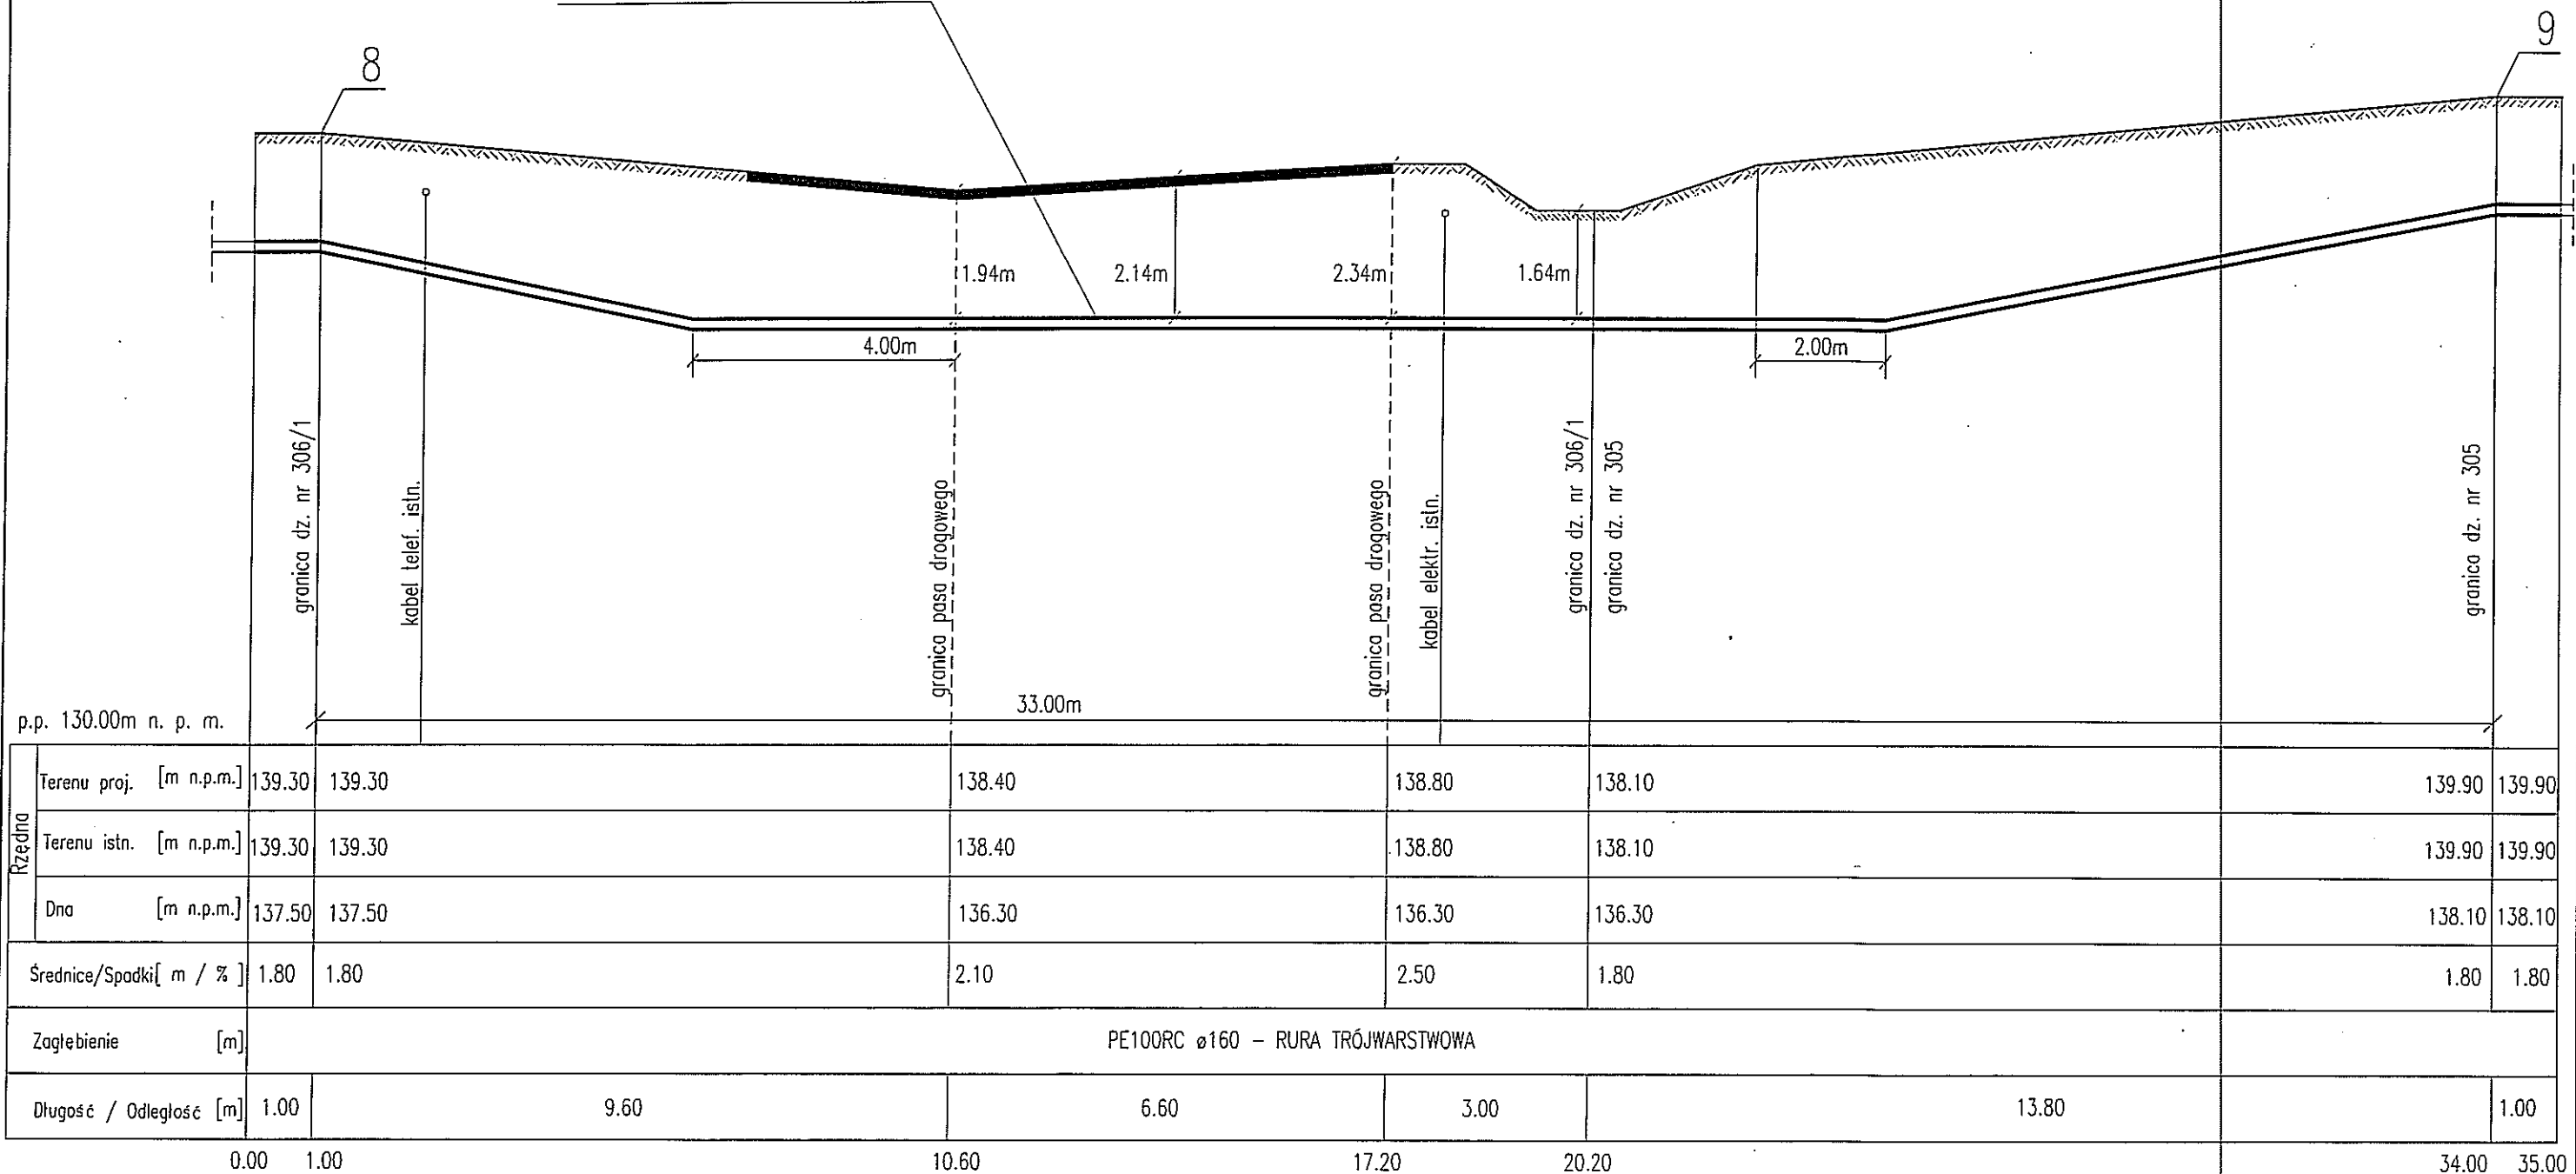 8
9
1.94m
2.14m
2.34m
1.64m
4.00m
2.00m
granica dz. nr 306/1
kabel telef. istn.
granica pasa drogowego
granica pasa drogowego
kabel elektr. istn.
granica dz. nr 306/1
granica dz. nr 305
granica dz. nr 305
33.00m
p.p. 130.00m n. p. m.
Rzędna
Terenu proj. [m n.p.m.] 139.30 139.30 138.40 138.80 138.10 139.90 139.90
Terenu istn. [m n.p.m.] 139.30 139.30 138.40 138.80 138.10 139.90 139.90
Dna [m n.p.m.] 137.50 137.50 136.30 136.30 136.30 138.10 138.10
Średnice/Spadki[ m / % ] 1.80 1.80 2.10 2.50 1.80 1.80 1.80
Zagłębienie [m] PE100RC ø160 – RURA TRÓJWARSTWOWA
Długość / Odległość [m] 1.00 9.60 6.60 3.00 13.80 1.00
0.00 1.00 10.60 17.20 20.20 34.00 35.00